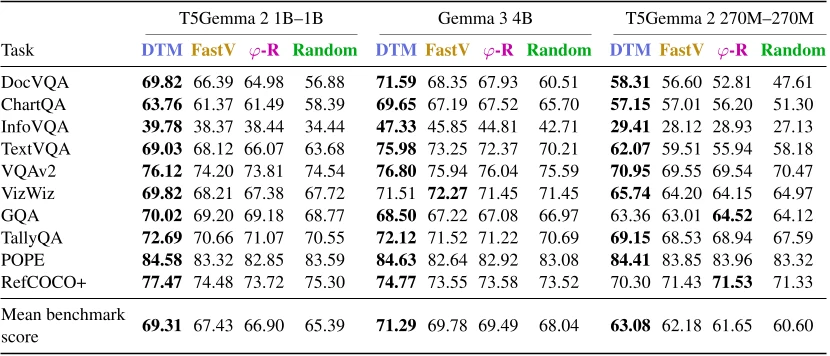 T5Gemma 2 1B–1B Gemma 3 4B T5Gemma 2 270M–270M
Task DTM FastV φ-R Random DTM FastV φ-R Random DTM FastV φ-R Random
DocVQA 69.82 66.39 64.98 56.88 71.59 68.35 67.93 60.51 58.31 56.60 52.81 47.61
ChartQA 63.76 61.37 61.49 58.39 69.65 67.19 67.52 65.70 57.15 57.01 56.20 51.30
InfoVQA 39.78 38.37 38.44 34.44 47.33 45.85 44.81 42.71 29.41 28.12 28.93 27.13
TextVQA 69.03 68.12 66.07 63.68 75.98 73.25 72.37 70.21 62.07 59.51 55.94 58.18
VQAv2 76.12 74.20 73.81 74.54 76.80 75.94 76.04 75.59 70.95 69.55 69.54 70.47
VizWiz 69.82 68.21 67.38 67.72 71.51 72.27 71.45 71.45 65.74 64.20 64.15 64.97
GQA 70.02 69.20 69.18 68.77 68.50 67.22 67.08 66.97 63.36 63.01 64.52 64.12
TallyQA 72.69 70.66 71.07 70.55 72.12 71.52 71.22 70.69 69.15 68.53 68.94 67.59
POPE 84.58 83.32 82.85 83.59 84.63 82.64 82.92 83.08 84.41 83.85 83.96 83.32
RefCOCO+ 77.47 74.48 73.72 75.30 74.77 73.55 73.58 73.52 70.30 71.43 71.53 71.33
Mean benchmark
score 69.31 67.43 66.90 65.39 71.29 69.78 69.49 68.04 63.08 62.18 61.65 60.60